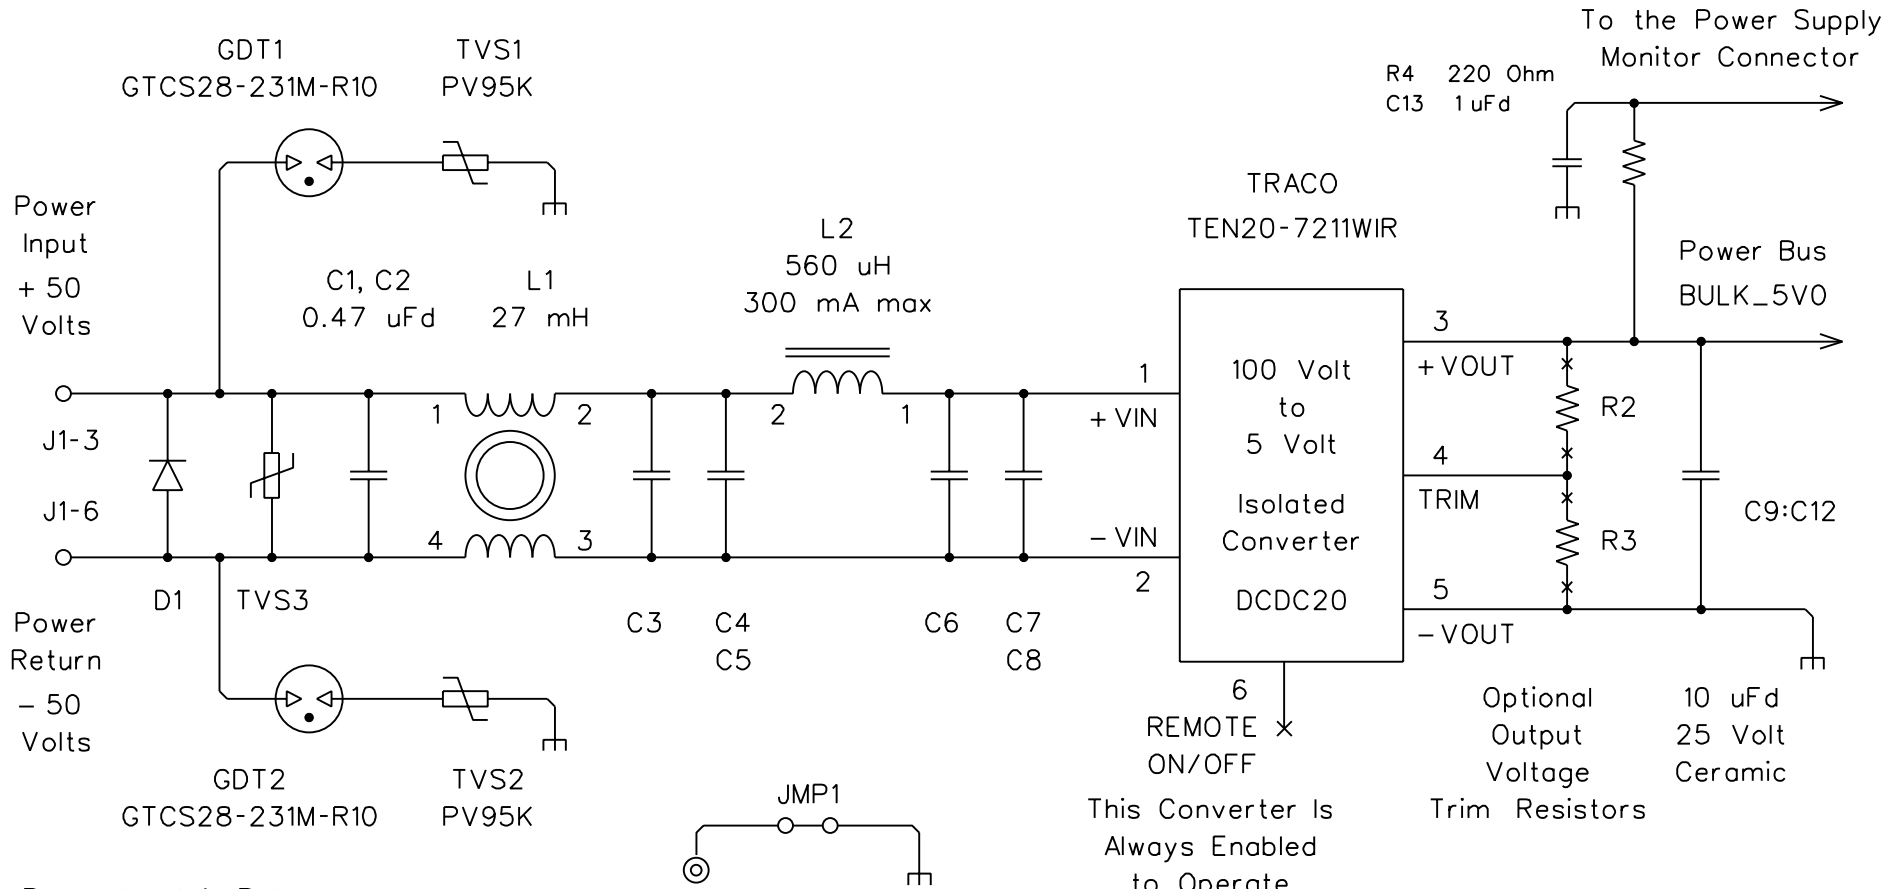 GDT1
GTCS28-231M-R10
TVS1
PV95K
To the Power Supply
Monitor Connector
R4 220 Ohm
C13 1 uFd
TRACO
TEN20-7211WIR
Power
Input
+ 50
Volts
C1, C2
0.47 uFd
L1
27 mH
L2
560 uH
300 mA max
Power Bus
BULK_5V0
3
+ VOUT
1
+ VIN
100 Volt
to
5 Volt
Isolated
Converter
DCDC20
R2
4
TRIM
R3
C9:C12
5
- VOUT
J1-3
J1-6
1
2
4
3
2
1
- VIN
2
D1
TVS3
C3
C4
C5
C6
C7
C8
Power
Return
- 50
Volts
6
REMOTE
ON/OFF
Optional
Output
Voltage
Trim Resistors
10 uFd
25 Volt
Ceramic
GDT2
GTCS28-231M-R10
TVS2
PV95K
JMP1
This Converter Is
Always Enabled
to Operate